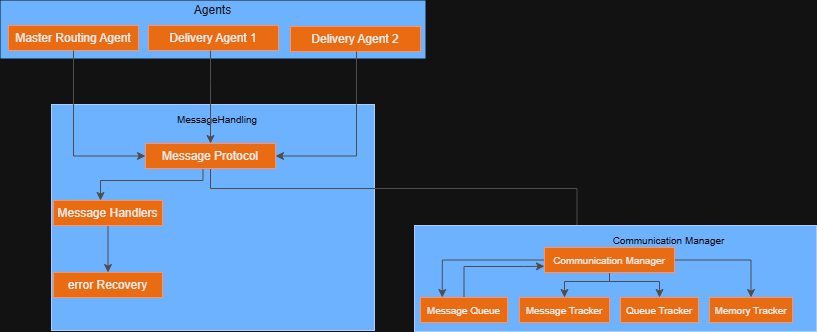 Agents
Master Routing Agent
Delivery Agent 1
Delivery Agent 2
MessageHandling
Message Protocol
Message Handlers
error Recovery
Communication Manager
Communication Manager
Message Queue
Message Tracker
Queue Tracker
Memory Tracker